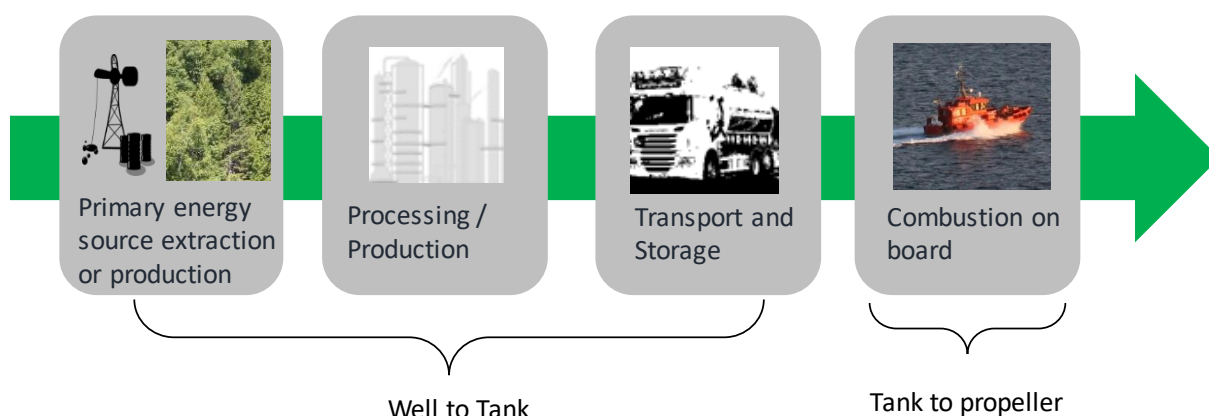 Primary energy
source extraction
or production
Processing /
Production
Transport and
Storage
Combustion on
board
Well to Tank
Tank to propeller